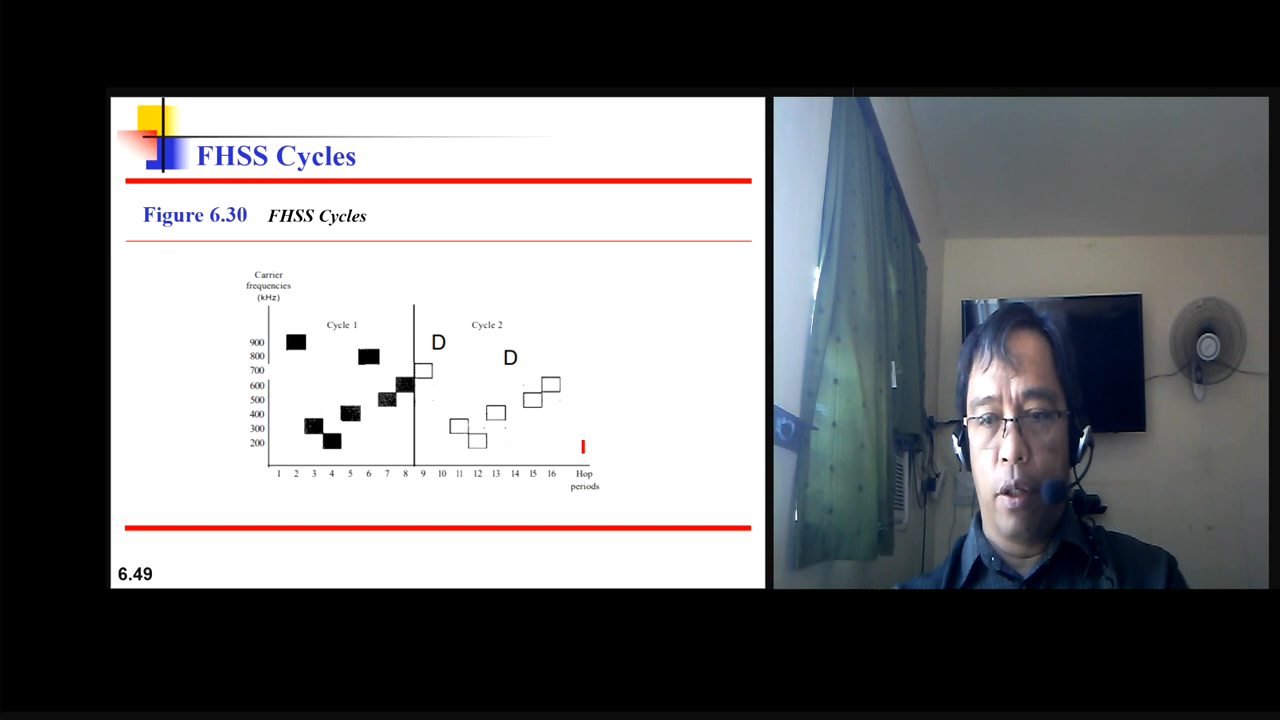 FHSS Cycles
Figure 6.30 FHSS Cycles
Carrier
frequencies
(kHz)
Cycle 1 Cycle 2
900 D
800 D
700
600
500
400
300
200
1 2 3 4 5 6 7 8 9 10 11 12 13 14 15 16 Hop
periods
6.49